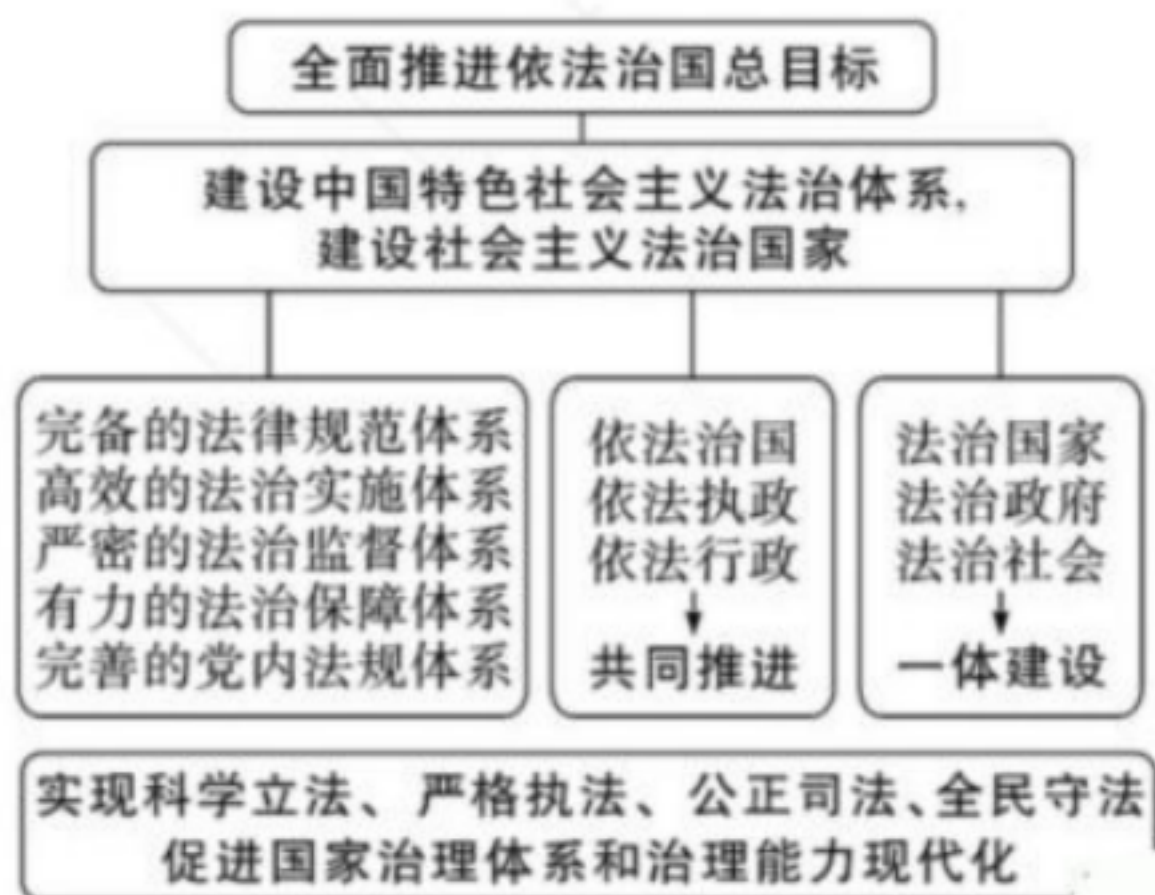 全面推进依法治国总目标
建设中国特色社会主义法治体系,
建设社会主义法治国家
完备的法律规范体系
高效的法治实施体系
严密的法治监督体系
有力的法治保障体系
完善的党内法规体系
依法治国
依法执政
依法行政
共同推进
法治国家
法治政府
法治社会
一体建设
实现科学立法、严格执法、公正司法、全民守法
促进国家治理体系和治理能力现代化